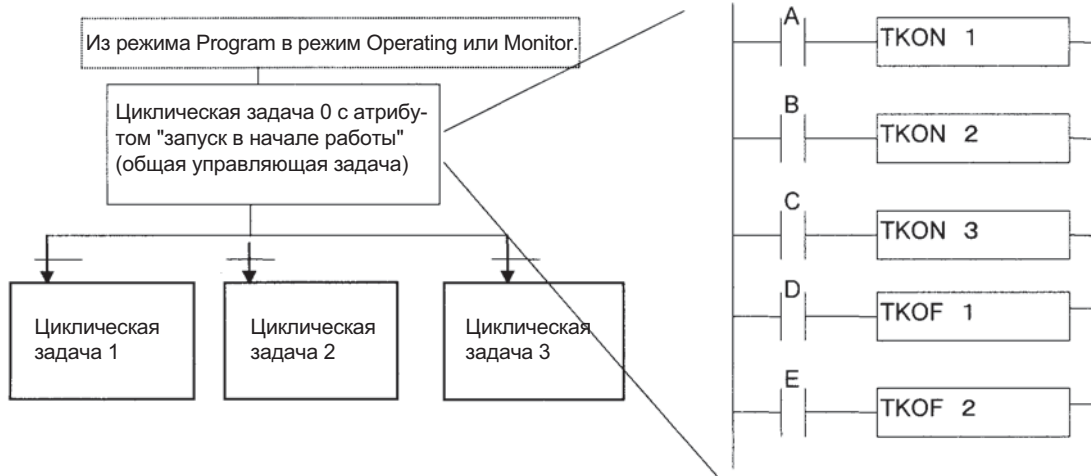 Из режима Program в режим Operating или Monitor.
Циклическая задача 0 с атрибу-
том "запуск в начале работы"
(общая управляющая задача)
Циклическая
задача 1
Циклическая
задача 2
Циклическая
задача 3
A
TKON 1
B
TKON 2
C
TKON 3
D
TKOF 1
E
TKOF 2